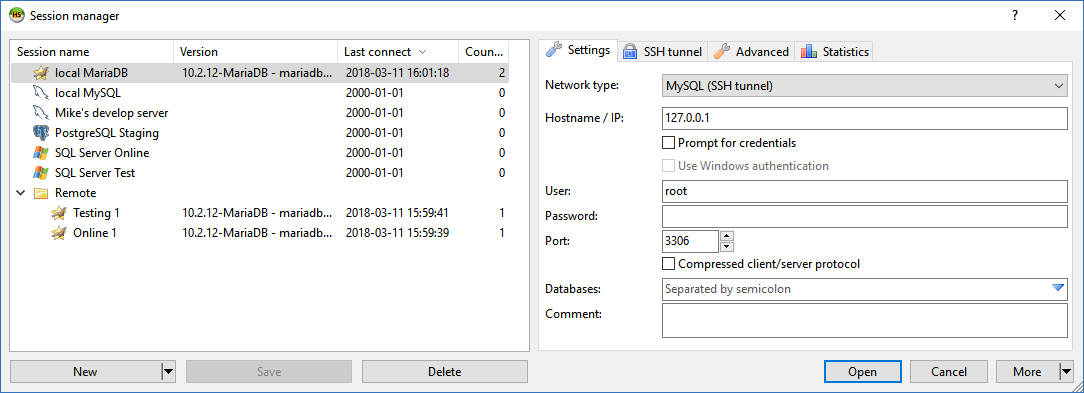 HS Session manager ?
Session name Version Last connect Coun...
local MariaDB 10.2.12-MariaDB - mariadb... 2018-03-11 16:01:18 2
local MySQL 2000-01-01 0
Mike's develop server 2000-01-01 0
PostgreSQL Staging 2000-01-01 0
SQL Server Online 2000-01-01 0
SQL Server Test 2000-01-01 0
Remote
Testing 1 10.2.12-MariaDB - mariadb... 2018-03-11 15:59:41 1
Online 1 10.2.12-MariaDB - mariadb... 2018-03-11 15:59:39 1
New Save Delete
Settings SSH tunnel Advanced Statistics
Network type: MySQL (SSH tunnel)
Hostname / IP: 127.0.0.1
Prompt for credentials
Use Windows authentication
User: root
Password:
Port: 3306
Compressed client/server protocol
Databases: Separated by semicolon
Comment:
Open Cancel More